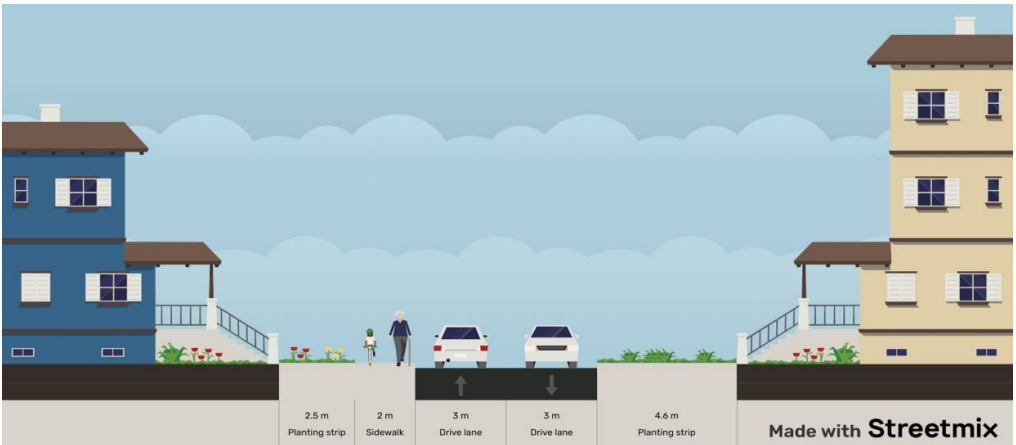 2.5 m
Planting strip
2 m
Sidewalk
3 m
Drive lane
3 m
Drive lane
4.6 m
Planting strip
Made with Streetmix